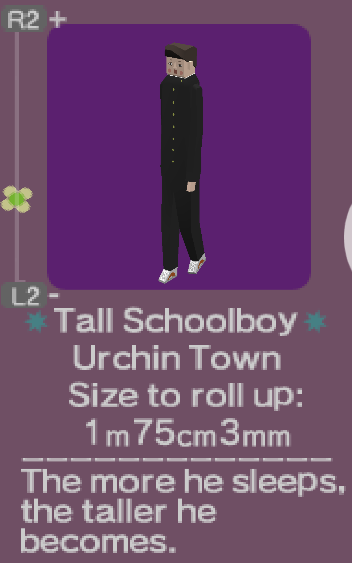 R2 +
L2 -
Tall Schoolboy
Urchin Town
Size to roll up:
1m75cm3mm
The more he sleeps,
the taller he
becomes.